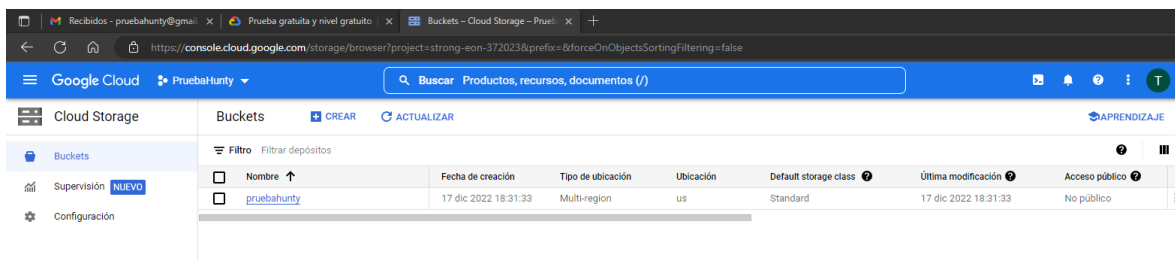 Recibidos - pruebahunty@gmail. Prueba gratuita y nivel gratuito Buckets – Cloud Storage – Prueb
https://console.cloud.google.com/storage/browser?project=strong-eon-372023&prefix=&forceOnObjectsSortingFiltering=false
Google Cloud PruebaHunty Buscar Productos, recursos, documentos (/) T
Cloud Storage Buckets CREAR ACTUALIZAR APRENDIZAJE
Buckets Filtro Filtrar depósitos
Nombre Fecha de creación Tipo de ubicación Ubicación Default storage class Última modificación Acceso público
Supervisión NUEVO
pruebahunty 17 dic 2022 18:31:33 Multi-region us Standard 17 dic 2022 18:31:33 No público
Configuración